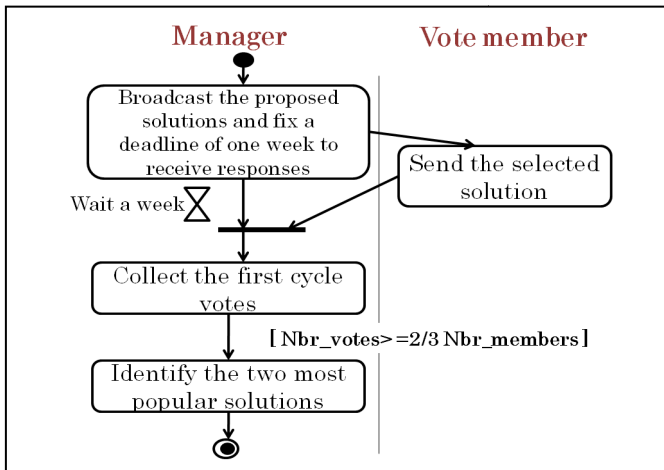 Manager
Vote member
Broadcast the proposed
solutions and fix a
deadline of one week to
receive responses
Send the selected
solution
Wait a week
Collect the first cycle
votes
[ Nbr_votes>=2/3 Nbr_members]
Identify the two most
popular solutions